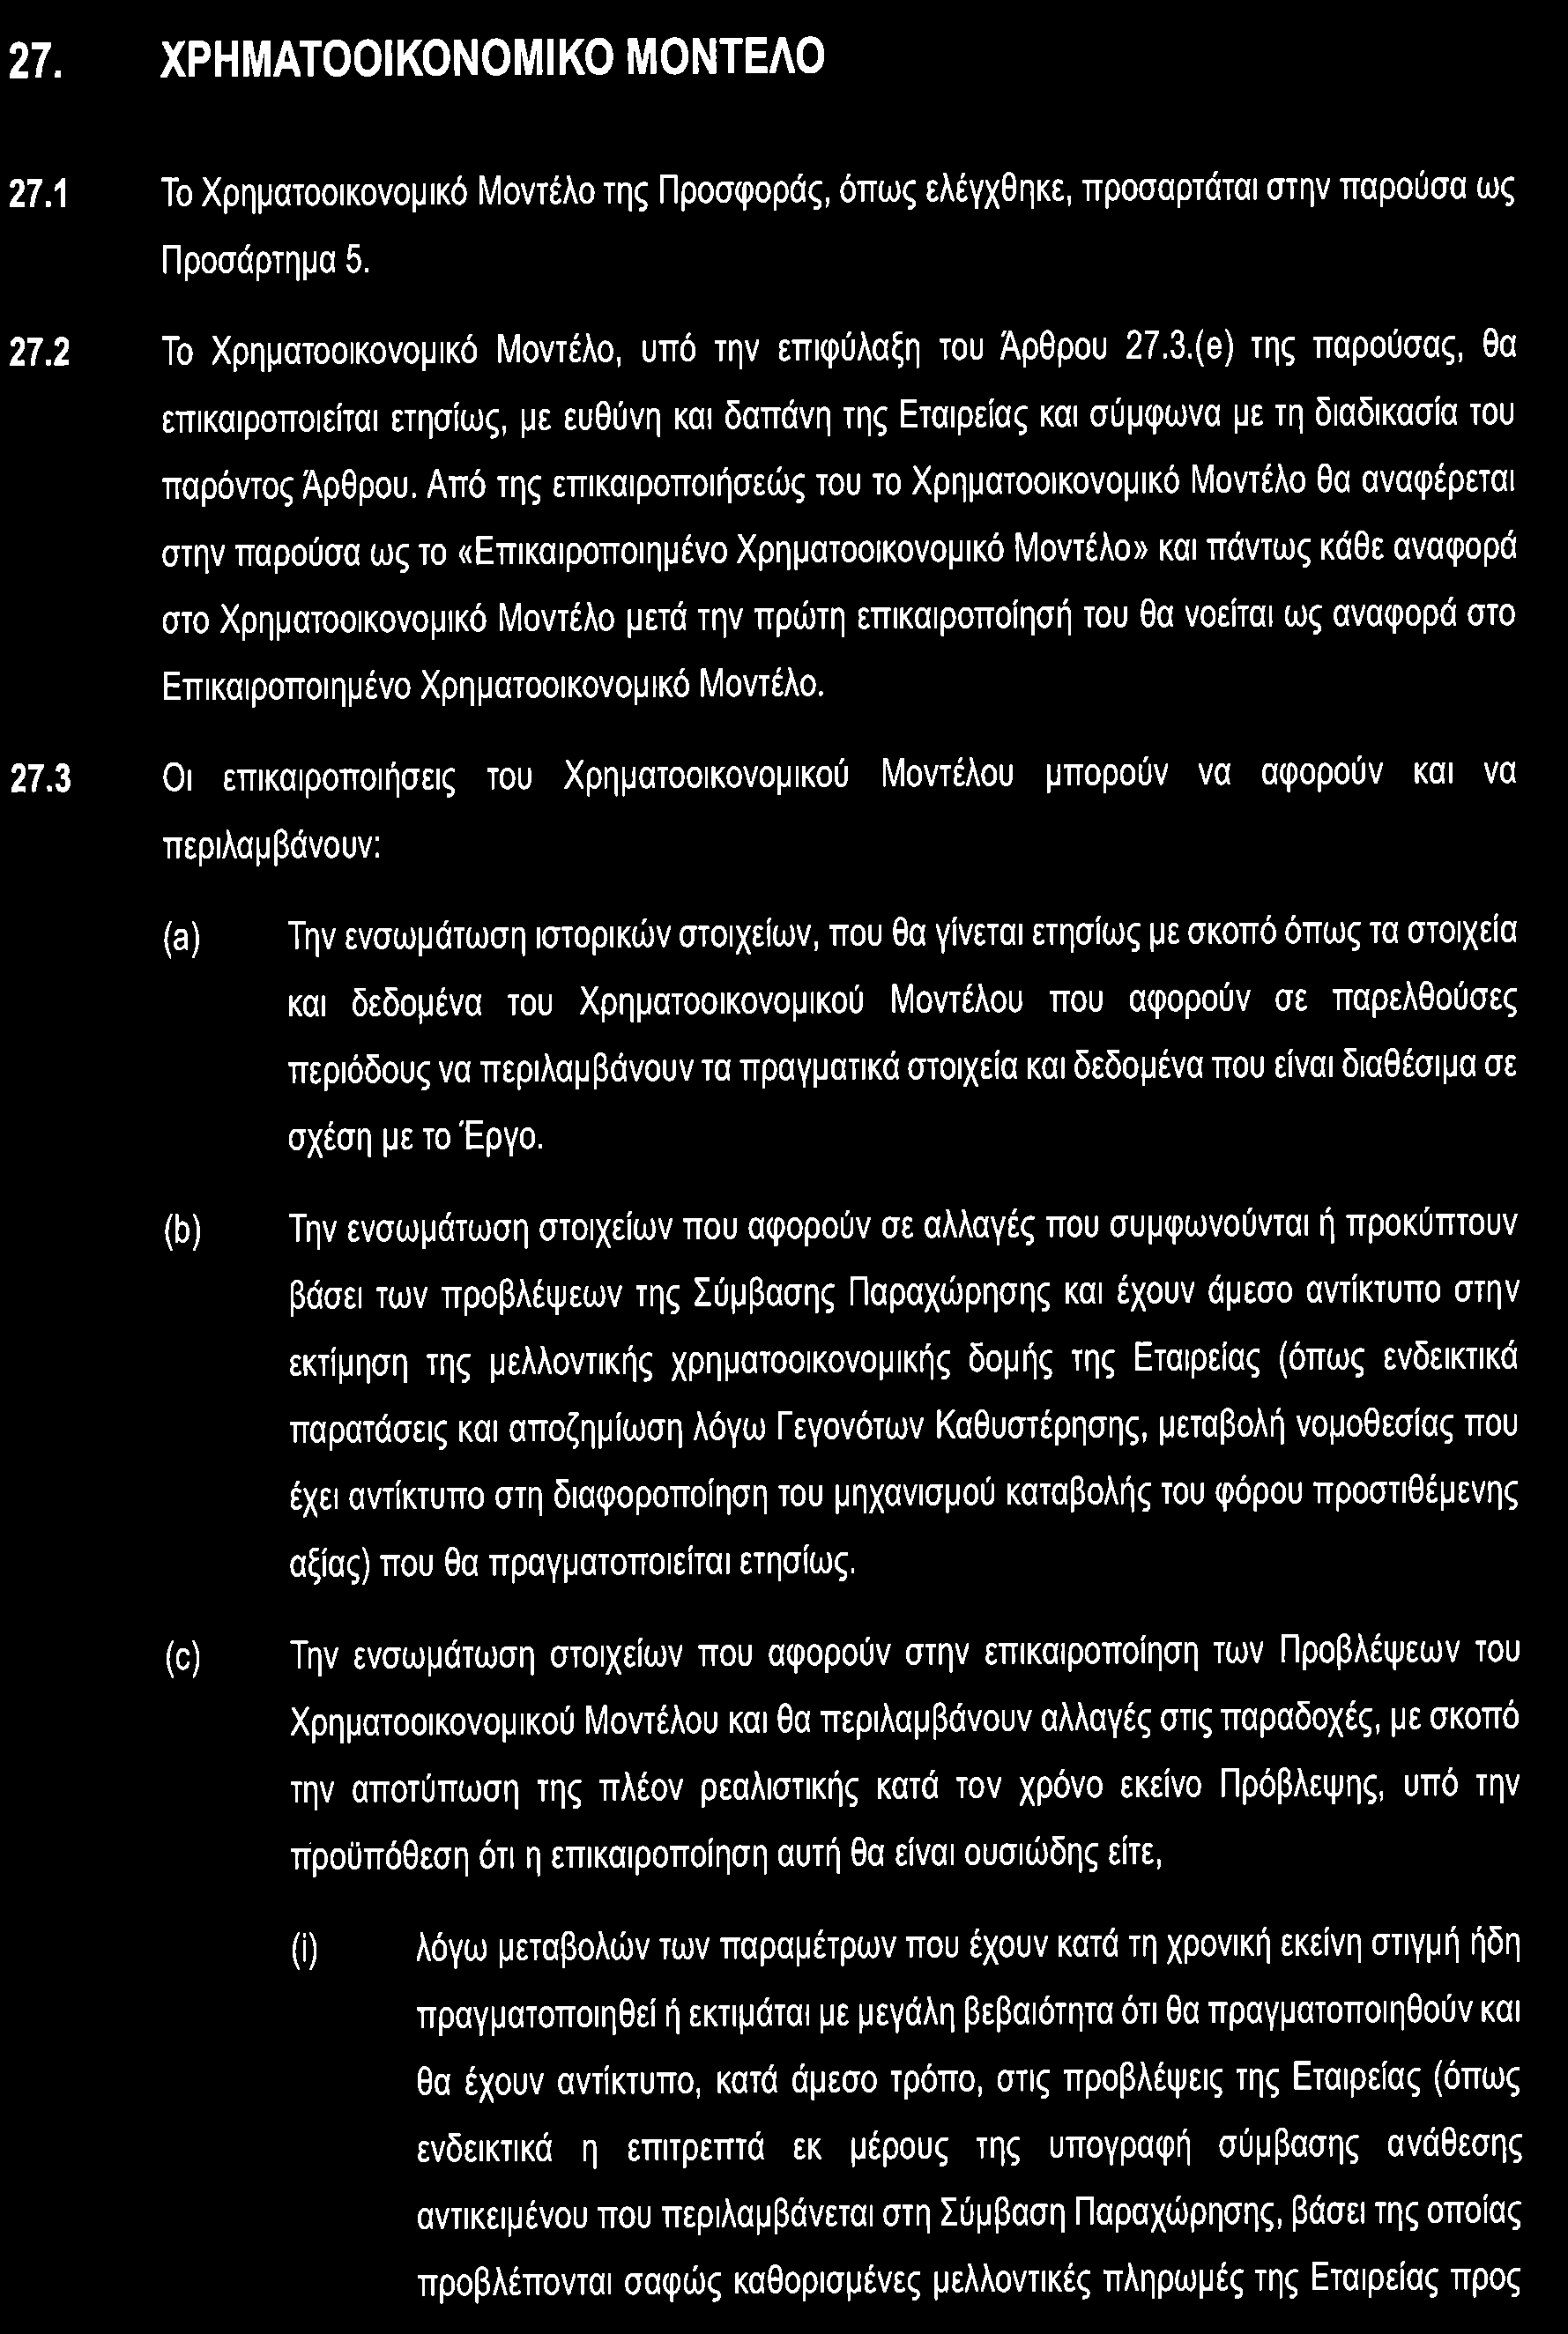 27. ΧΡΗΜΑΤΟΟΙΚΟΝΟΜΙΚΟ ΜΟΝΤΕΛΟ
27.1 Το Χρηματοοικονομικό Μοντέλο της Προσφοράς, όπως ελέγχθηκε, προσαρτάται στην παρούσα ως
Προσάρτημα 5.
27.2 Το Χρηματοοικονομικό Μοντέλο, υπό την επιφύλαξη του Άρθρου 27.3.(e) της παρούσας, θα
επικαιροποιείται ετησίως, με ευθύνη και δαπάνη της Εταιρείας και σύμφωνα με τη διαδικασία του
παρόντος Άρθρου. Από της επικαιροποιήσεώς του το Χρηματοοικονομικό Μοντέλο θα αναφέρεται
στην παρούσα ως το «Επικαιροποιημένο Χρηματοοικονομικό Μοντέλο» και πάντως κάθε αναφορά
στο Χρηματοοικονομικό Μοντέλο μετά την πρώτη επικαιροποίησή του θα νοείται ως αναφορά στο
Επικαιροποιημένο Χρηματοοικονομικό Μοντέλο.
27.3 Οι επικαιροποιήσεις του Χρηματοοικονομικού Μοντέλου μπορούν να αφορούν και να
περιλαμβάνουν:
(a) Την ενσωμάτωση ιστορικών στοιχείων, που θα γίνεται ετησίως με σκοπό όπως τα στοιχεία
και δεδομένα του Χρηματοοικονομικού Μοντέλου που αφορούν σε παρελθούσες
περιόδους να περιλαμβάνουν τα πραγματικά στοιχεία και δεδομένα που είναι διαθέσιμα σε
σχέση με το Έργο.
(b) Την ενσωμάτωση στοιχείων που αφορούν σε αλλαγές που συμφωνούνται ή προκύπτουν
βάσει των προβλέψεων της Σύμβασης Παραχώρησης και έχουν άμεσο αντίκτυπο στην
εκτίμηση της μελλοντικής χρηματοοικονομικής δομής της Εταιρείας (όπως ενδεικτικά
παρατάσεις και αποζημίωση λόγω Γεγονότων Καθυστέρησης, μεταβολή νομοθεσίας που
έχει αντίκτυπο στη διαφοροποίηση του μηχανισμού καταβολής του φόρου προστιθέμενης
αξίας) που θα πραγματοποιείται ετησίως.
(c) Την ενσωμάτωση στοιχείων που αφορούν στην επικαιροποίηση των Προβλέψεων του
Χρηματοοικονομικού Μοντέλου και θα περιλαμβάνουν αλλαγές στις παραδοχές, με σκοπό
την αποτύπωση της πλέον ρεαλιστικής κατά τον χρόνο εκείνο Πρόβλεψης, υπό την
προϋπόθεση ότι η επικαιροποίηση αυτή θα είναι ουσιώδης είτε,
(i) λόγω μεταβολών των παραμέτρων που έχουν κατά τη χρονική εκείνη στιγμή ήδη
πραγματοποιηθεί ή εκτιμάται με μεγάλη βεβαιότητα ότι θα πραγματοποιηθούν και
θα έχουν αντίκτυπο, κατά άμεσο τρόπο, στις προβλέψεις της Εταιρείας (όπως
ενδεικτικά η επιτρεπτά εκ μέρους της υπογραφή σύμβασης ανάθεσης
αντικειμένου που περιλαμβάνεται στη Σύμβαση Παραχώρησης, βάσει της οποίας
προβλέπονται σαφώς καθορισμένες μελλοντικές πληρωμές της Εταιρείας προς